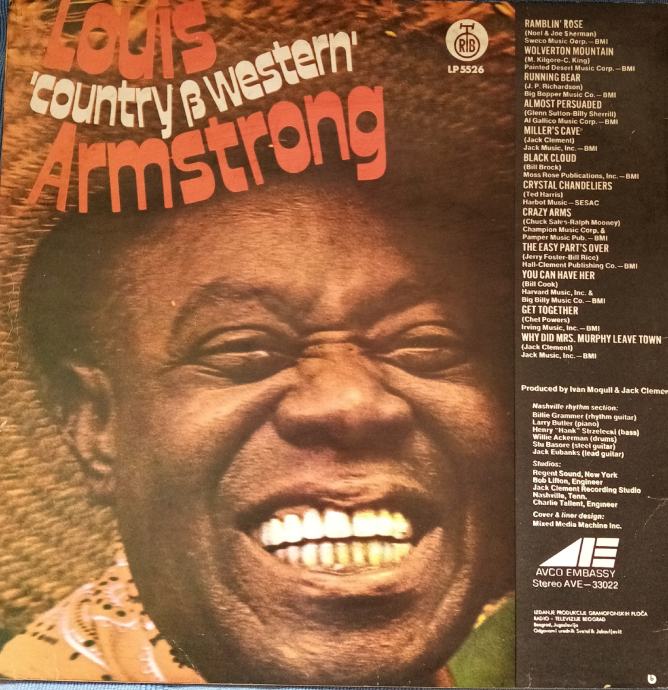 Louis
'country & western'
Armstrong
RTB
LP 5526
RAMBLIN' ROSE
(Noel & Joe Sherman)
Sweco Music Corp.—BMI
WOLVERTON MOUNTAIN
(M. Kilgore-C. King)
Painted Desert Music Corp.—BMI
RUNNING BEAR
(J. P. Richardson)
Big Bopper Music Co.—BMI
ALMOST PERSUADED
(Glenn Sutton-Billy Sherrill)
Al Gallico Music Corp.—BMI
MILLER'S CAVE
(Jack Clement)
Jack Music, Inc.—BMI
BLACK CLOUD
(Bill Brock)
Moss Rose Publications, Inc.—BMI
CRYSTAL CHANDELIERS
(Ted Harris)
Harbot Music—SESAC
CRAZY ARMS
(Chuck Sales-Ralph Mooney)
Champion Music Corp. &
Pamper Music Pub.—BMI
THE EASY PART'S OVER
(Jerry Foster-Bill Rice)
Hall-Clement Publishing Co.—BMI
YOU CAN HAVE HER
(Bill Cook)
Harvard Music, Inc. &
Big Billy Music Co.—BMI
GET TOGETHER
(Chet Powers)
Irving Music, Inc.—BMI
WHY DID MRS. MURPHY LEAVE TOWN
(Jack Clement)
Jack Music, Inc.—BMI
Produced by Ivan Mogull & Jack Clemen
Nashville rhythm section:
Billie Grammer (rhythm guitar)
Larry Butler (piano)
Henry "Hank" Strzelecki (bass)
Willie Ackerman (drums)
Stu Basore (steel guitar)
Jack Eubanks (lead guitar)
Studios:
Regent Sound, New York
Bob Lifton, Engineer
Jack Clement Recording Studio
Nashville, Tenn.
Charlie Tallent, Engineer
Cover & liner design:
Mixed Media Machine Inc.
AE
AVCO EMBASSY
Stereo AVE—33022
IZDANJE PRODUKCIJE GRAMOFONSKIH PLOČA
RADIO - TELEVIZIJE BEOGRAD
Beograd, Jugoslavija
Odgovorni urednik Svetolik Jakovljević